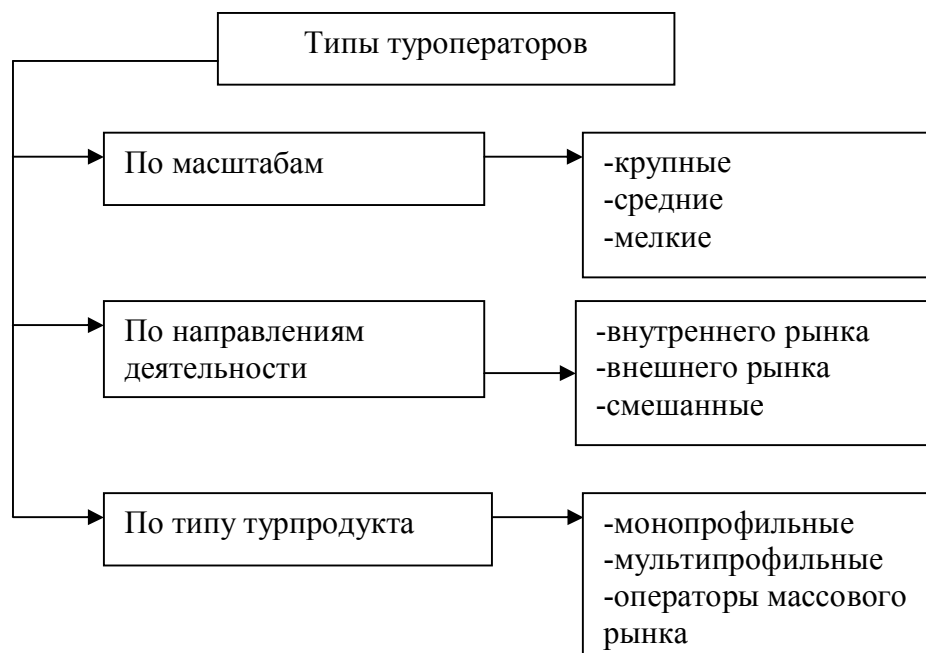 Типы туроператоров
По масштабам
-крупные
-средние
-мелкие
По направлениям
деятельности
-внутреннего рынка
-внешнего рынка
-смешанные
По типу турпродукта
-монопрофильные
-мультипрофильные
-операторы массового
рынка